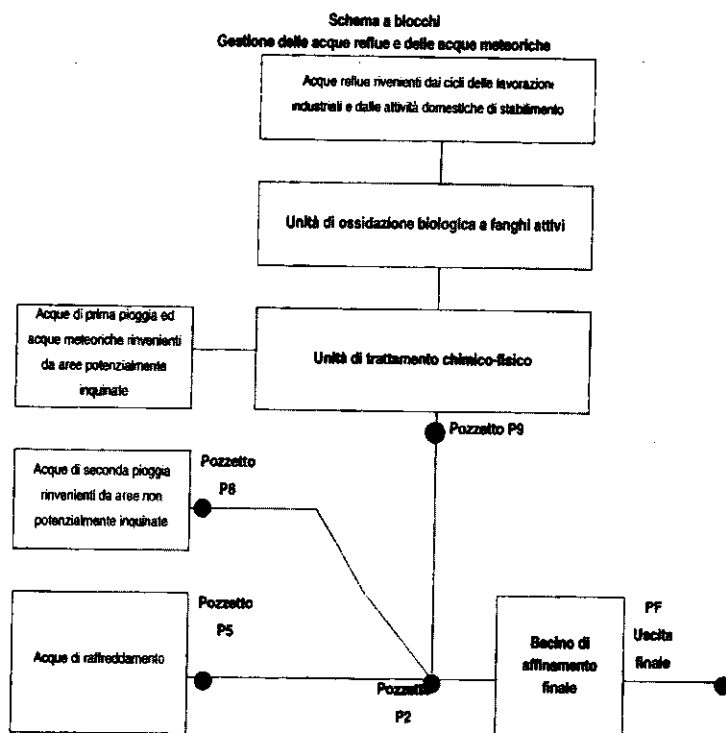 Schema a blocchi
Gestione delle acque reflue e delle acque meteoriche
Acque reflue rivenienti dai cicli delle lavorazioni
industriali e dalle attività domestiche di stabilimento
Unità di ossidazione biologica a fanghi attivi
Acque di prima pioggia ed
acque meteoriche rinvenienti
da aree potenzialmente
inquinate
Unità di trattamento chimico-fisico
Pozzetto P9
Acque di seconda pioggia
rinvenienti da aree non
potenzialmente inquinate
Pozzetto
P8
Acque di raffreddamento
Pozzetto
P5
Pozzetto
P2
Bacino di
affinamento
finale
PF
Uscita
finale